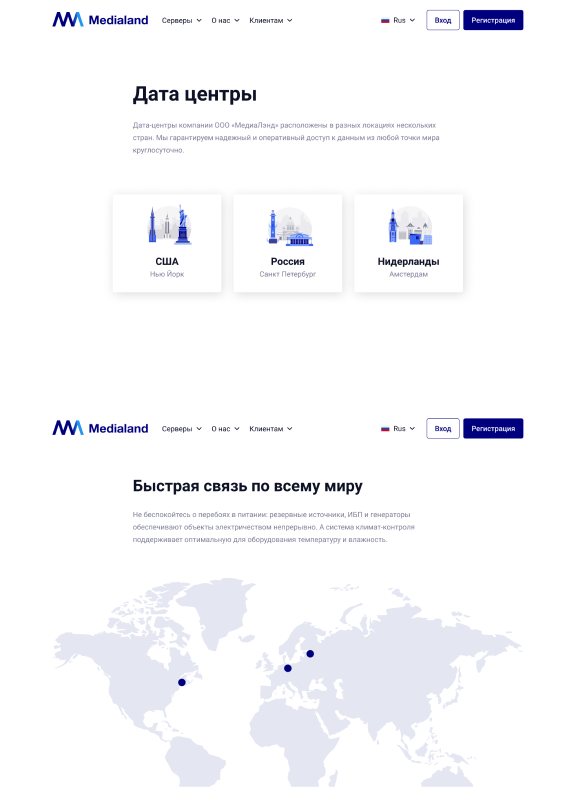 Medialand Серверы О нас Клиентам Rus Вход Регистрация
Дата центры
Дата-центры компании ООО «МедиаЛэнд» расположены в разных локациях нескольких
стран. Мы гарантируем надежный и оперативный доступ к данным из любой точки мира
круглосуточно.
США Россия Нидерланды
Нью Йорк Санкт Петербург Амстердам
Medialand Серверы О нас Клиентам Rus Вход Регистрация
Быстрая связь по всему миру
Не беспокойтесь о перебоях в питании: резервные источники, ИБП и генераторы
обеспечивают объекты электричеством непрерывно. А система климат-контроля
поддерживает оптимальную для оборудования температуру и влажность.